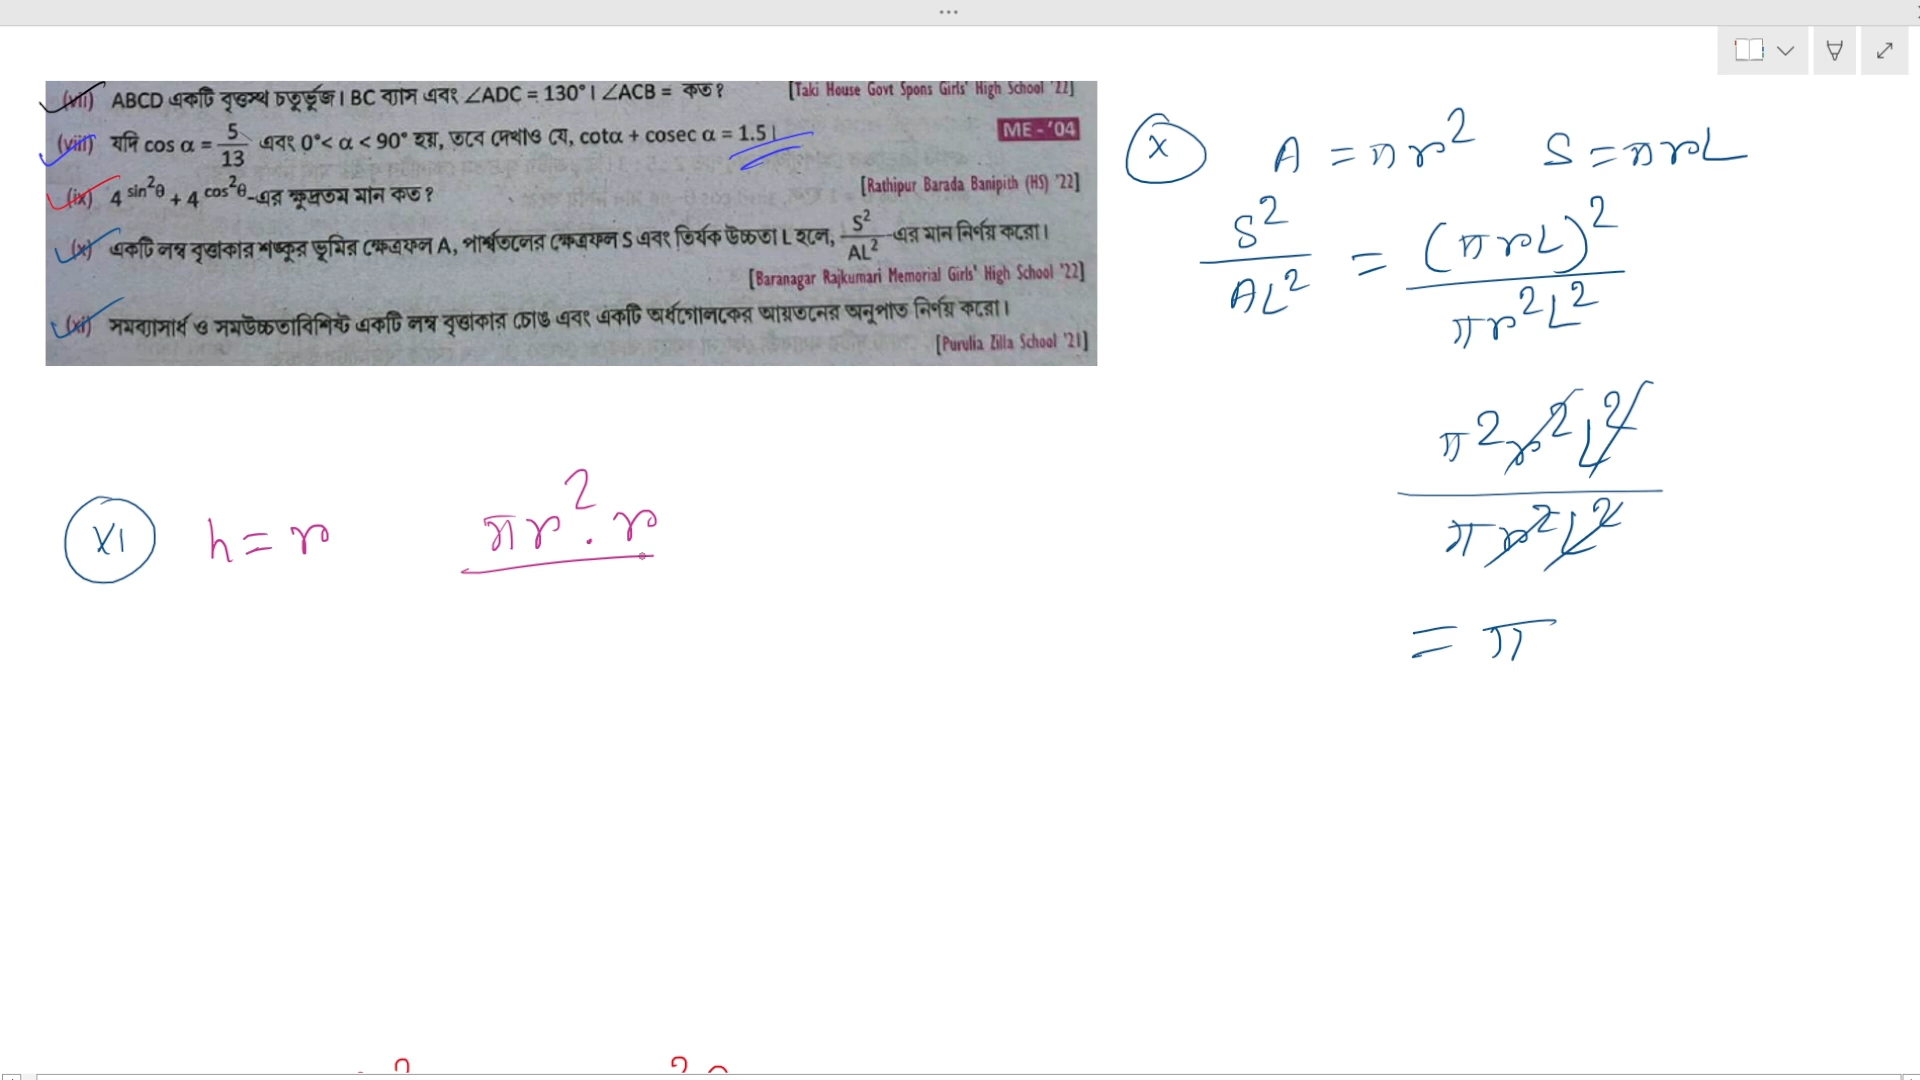 (vii) ABCD একটি বৃত্তস্থ চতুর্ভুজ। BC ব্যাস এবং ∠ADC = 130°। ∠ACB = কত? [Taki House Govt Spons Girls' High School '22]
(viii) যদি cos α = 5/13 এবং 0°< α < 90° হয়, তবে দেখাও যে, cotα + cosec α = 1.5। ME - '04
(ix) 4^sin²θ + 4^cos²θ-এর ক্ষুদ্রতম মান কত? [Rathipur Barada Banipith (HS) '22]
(x) একটি লম্ব বৃত্তাকার শঙ্কুর ভূমির ক্ষেত্রফল A, পার্শ্বতলের ক্ষেত্রফল S এবং তির্যক উচ্চতা L হলে, S²/AL² -এর মান নির্ণয় করো।
[Baranagar Rajkumari Memorial Girls' High School '22]
(xi) সমব্যাসার্ধ ও সমউচ্চতাবিশিষ্ট একটি লম্ব বৃত্তাকার চোঙ এবং একটি অর্ধগোলকের আয়তনের অনুপাত নির্ণয় করো।
[Purulia Zilla School '21]
X A = πr² S = πrL
S²/AL² = (πrL)²/πr²L²
π²r²L²/πr²L²
= π
XI h = r πr².r